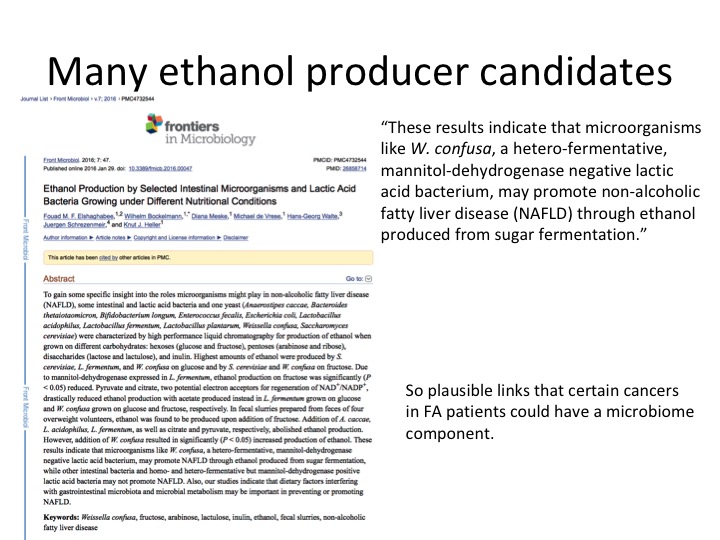 Many ethanol producer candidates
Journal List > Front Microbiol > v.7; 2016 > PMC4732544
frontiers
in Microbiology
Front Microbiol. 2016; 7: 47.
PMCID: PMC4732544
Published online 2016 Jan 29. doi: 10.3389/fmicb.2016.00047
PMID: 26858714
Ethanol Production by Selected Intestinal Microorganisms and Lactic Acid
Bacteria Growing under Different Nutritional Conditions
Fouad M. F. Elshaghabee,1,2 Wilhelm Bockelmann,1,* Diana Meske,1 Michael de Vrese,1 Hans-Georg Walte,3
Juergen Schrezenmeir,4 and Knut J. Heller1
Author information ► Article notes ► Copyright and License information ► Disclaimer
This article has been cited by other articles in PMC.
Abstract
Go to:
To gain some specific insight into the roles microorganisms might play in non-alcoholic fatty liver disease
(NAFLD), some intestinal and lactic acid bacteria and one yeast (Anaerostipes caccae, Bacteroides
thetaiotaomicron, Bifidobacterium longum, Enterococcus fecalis, Escherichia coli, Lactobacillus
acidophilus, Lactobacillus fermentum, Lactobacillus plantarum, Weissella confusa, Saccharomyces
cerevisiae) were characterized by high performance liquid chromatography for production of ethanol when
grown on different carbohydrates: hexoses (glucose and fructose), pentoses (arabinose and ribose),
disaccharides (lactose and lactulose), and inulin. Highest amounts of ethanol were produced by S.
cerevisiae, L. fermentum, and W. confusa on glucose and by S. cerevisiae and W. confusa on fructose. Due
to mannitol-dehydrogenase expressed in L. fermentum, ethanol production on fructose was significantly (P
< 0.05) reduced. Pyruvate and citrate, two potential electron acceptors for regeneration of NAD+/NADP+,
drastically reduced ethanol production with acetate produced instead in L. fermentum grown on glucose
and W. confusa grown on glucose and fructose, respectively. In fecal slurries prepared from feces of four
overweight volunteers, ethanol was found to be produced upon addition of fructose. Addition of A. caccae,
L. acidophilus, L. fermentum, as well as citrate and pyruvate, respectively, abolished ethanol production.
However, addition of W. confusa resulted in significantly (P < 0.05) increased production of ethanol. These
results indicate that microorganisms like W. confusa, a hetero-fermentative, mannitol-dehydrogenase
negative lactic acid bacterium, may promote NAFLD through ethanol produced from sugar fermentation,
while other intestinal bacteria and homo- and hetero-fermentative but mannitol-dehydrogenase positive
lactic acid bacteria may not promote NAFLD. Also, our studies indicate that dietary factors interfering
with gastrointestinal microbiota and microbial metabolism may be important in preventing or promoting
NAFLD.
Keywords: Weissella confusa, fructose, arabinose, lactulose, inulin, ethanol, fecal slurries, non-alcoholic
fatty liver disease
Front Microbiol
Front Microbiol
“These results indicate that microorganisms
like W. confusa, a hetero-fermentative,
mannitol-dehydrogenase negative lactic
acid bacterium, may promote non-alcoholic
fatty liver disease (NAFLD) through ethanol
produced from sugar fermentation.”
So plausible links that certain cancers
in FA patients could have a microbiome
component.